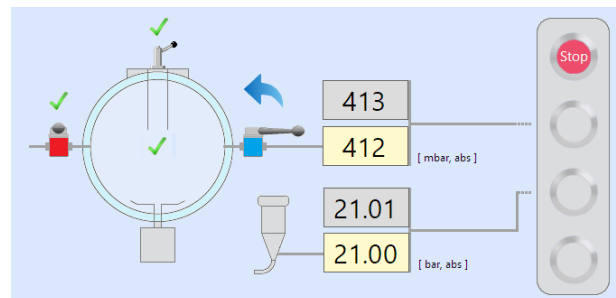 Stop
413
412
[ mbar, abs ]
21.01
21.00
[ bar, abs ]